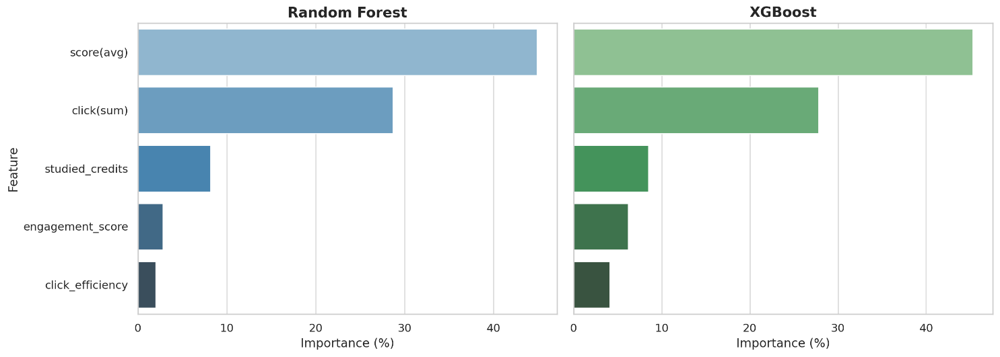 Random Forest
XGBoost
Feature
score(avg)
click(sum)
studied_credits
engagement_score
click_efficiency
0 10 20 30 40
0 10 20 30 40
Importance (%)
Importance (%)